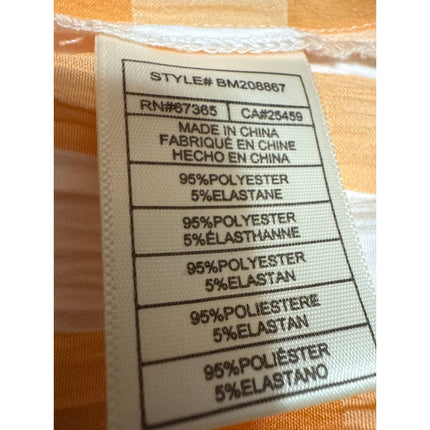 STYLE# BM208867
RN#67365 CA#25459
MADE IN CHINA
FABRIQUÉ EN CHINE
HECHO EN CHINA
95%POLYESTER
5%ELASTANE
95%POLYESTER
5%ÉLASTHANNE
95%POLYESTER
5%ELASTAN
95%POLIESTERE
5%ELASTAN
95%POLIÉSTER
5%ELASTANO